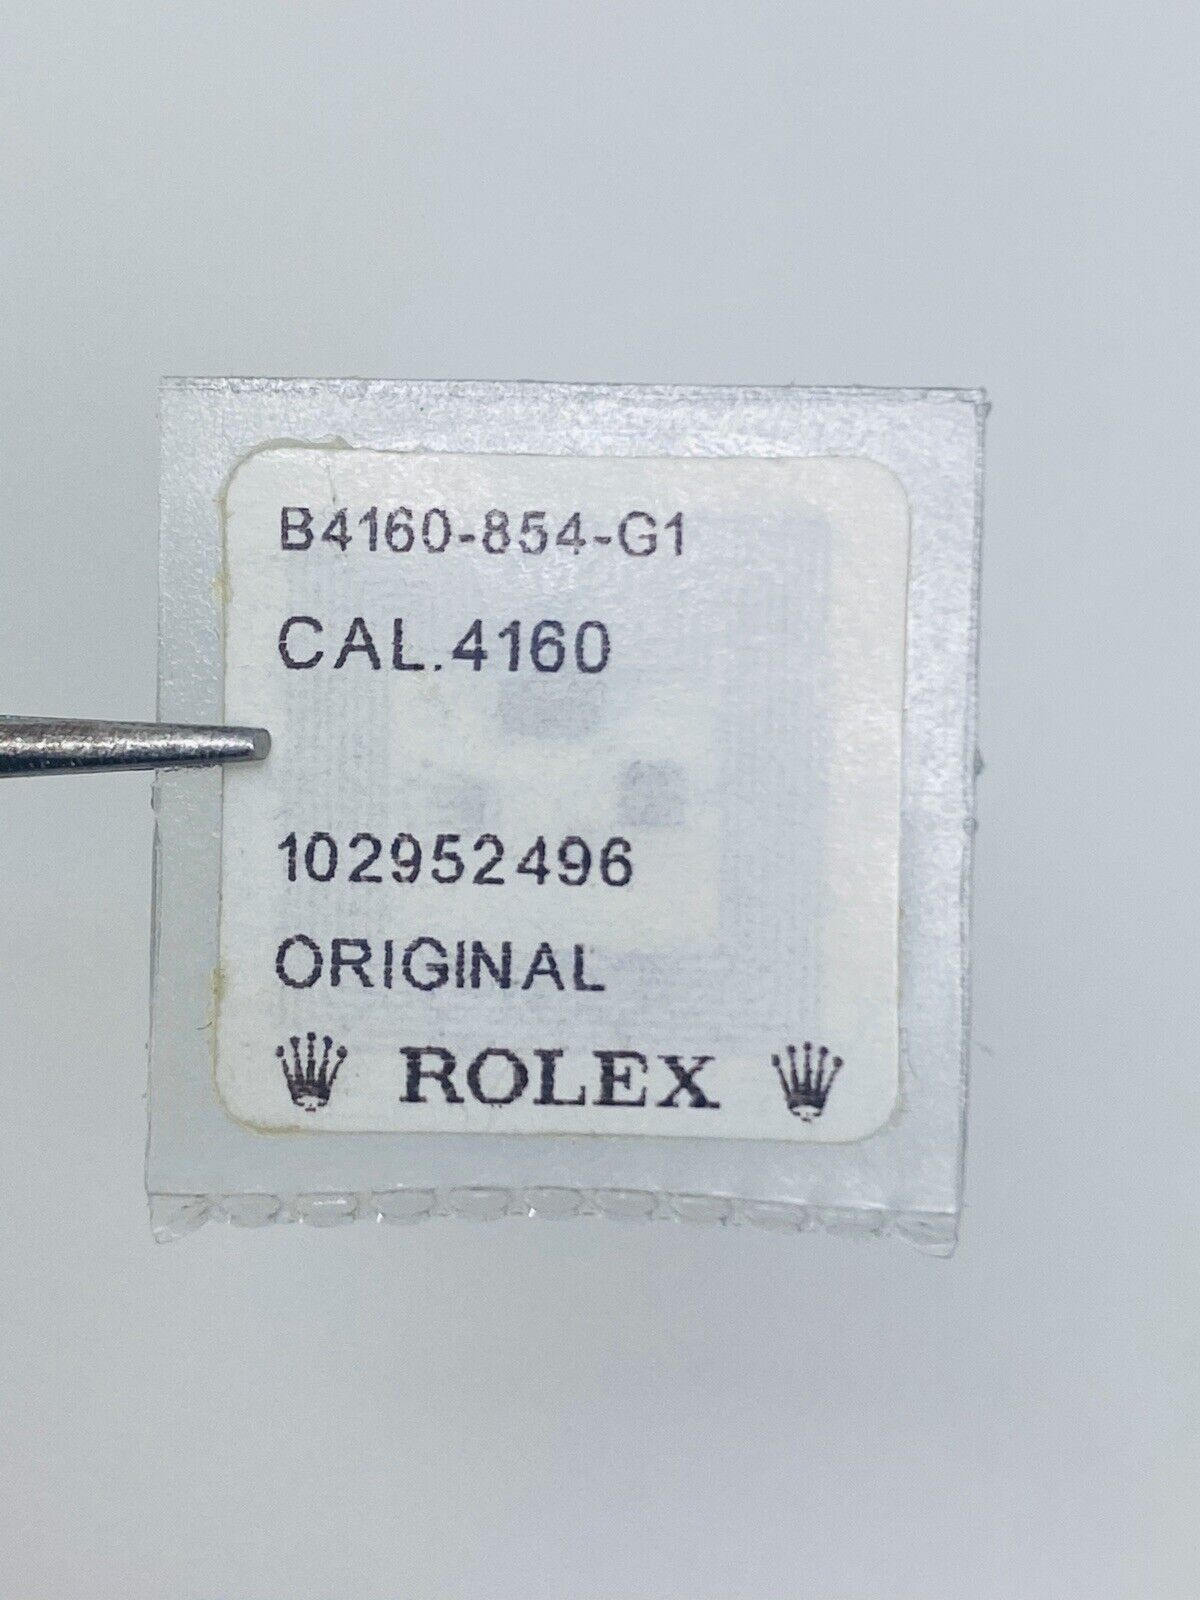 B4160-854-G1
CAL.4160
102952496
ORIGINAL
ROLEX